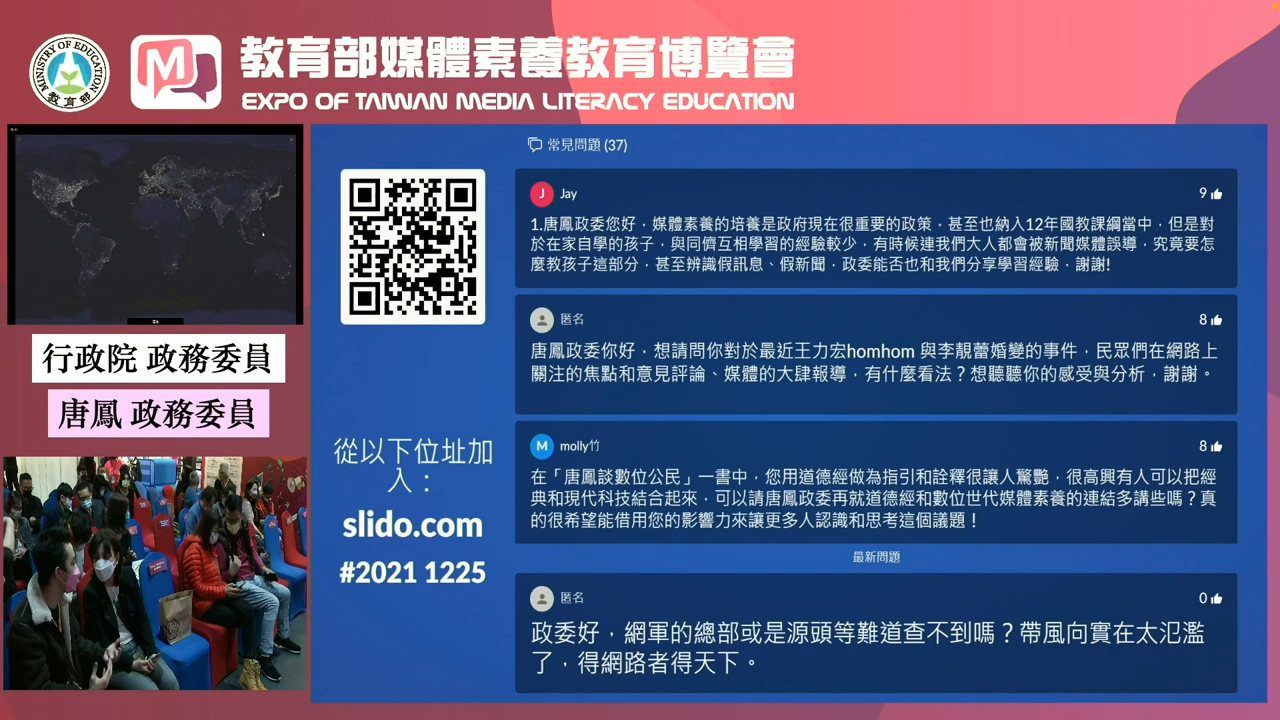 MINISTRY OF EDUCATION
教育部
M
教育部媒體素養教育博覽會
EXPO OF TAIWAN MEDIA LITERACY EDUCATION
行政院 政務委員
唐鳳 政務委員
從以下位址加
入：
slido.com
#2021 1225
常見問題 (37)
J Jay 9
1.唐鳳政委您好，媒體素養的培養是政府現在很重要的政策，甚至也納入12年國教課綱當中，但是對
於在家自學的孩子，與同儕互相學習的經驗較少，有時候連我們大人都會被新聞媒體誤導，究竟要怎
麼教孩子這部分，甚至辨識假訊息、假新聞，政委能否也和我們分享學習經驗，謝謝!
匿名 8
唐鳳政委你好，想請問你對於最近王力宏homhom 與李靚蕾婚變的事件，民眾們在網路上
關注的焦點和意見評論、媒體的大肆報導，有什麼看法？想聽聽你的感受與分析，謝謝。
M molly竹 8
在「唐鳳談數位公民」一書中，您用道德經做為指引和詮釋很讓人驚艷，很高興有人可以把經
典和現代科技結合起來，可以請唐鳳政委再就道德經和數位世代媒體素養的連結多講些嗎？真
的很希望能借用您的影響力來讓更多人認識和思考這個議題！
最新問題
匿名 0
政委好，網軍的總部或是源頭等難道查不到嗎？帶風向實在太氾濫
了，得網路者得天下。